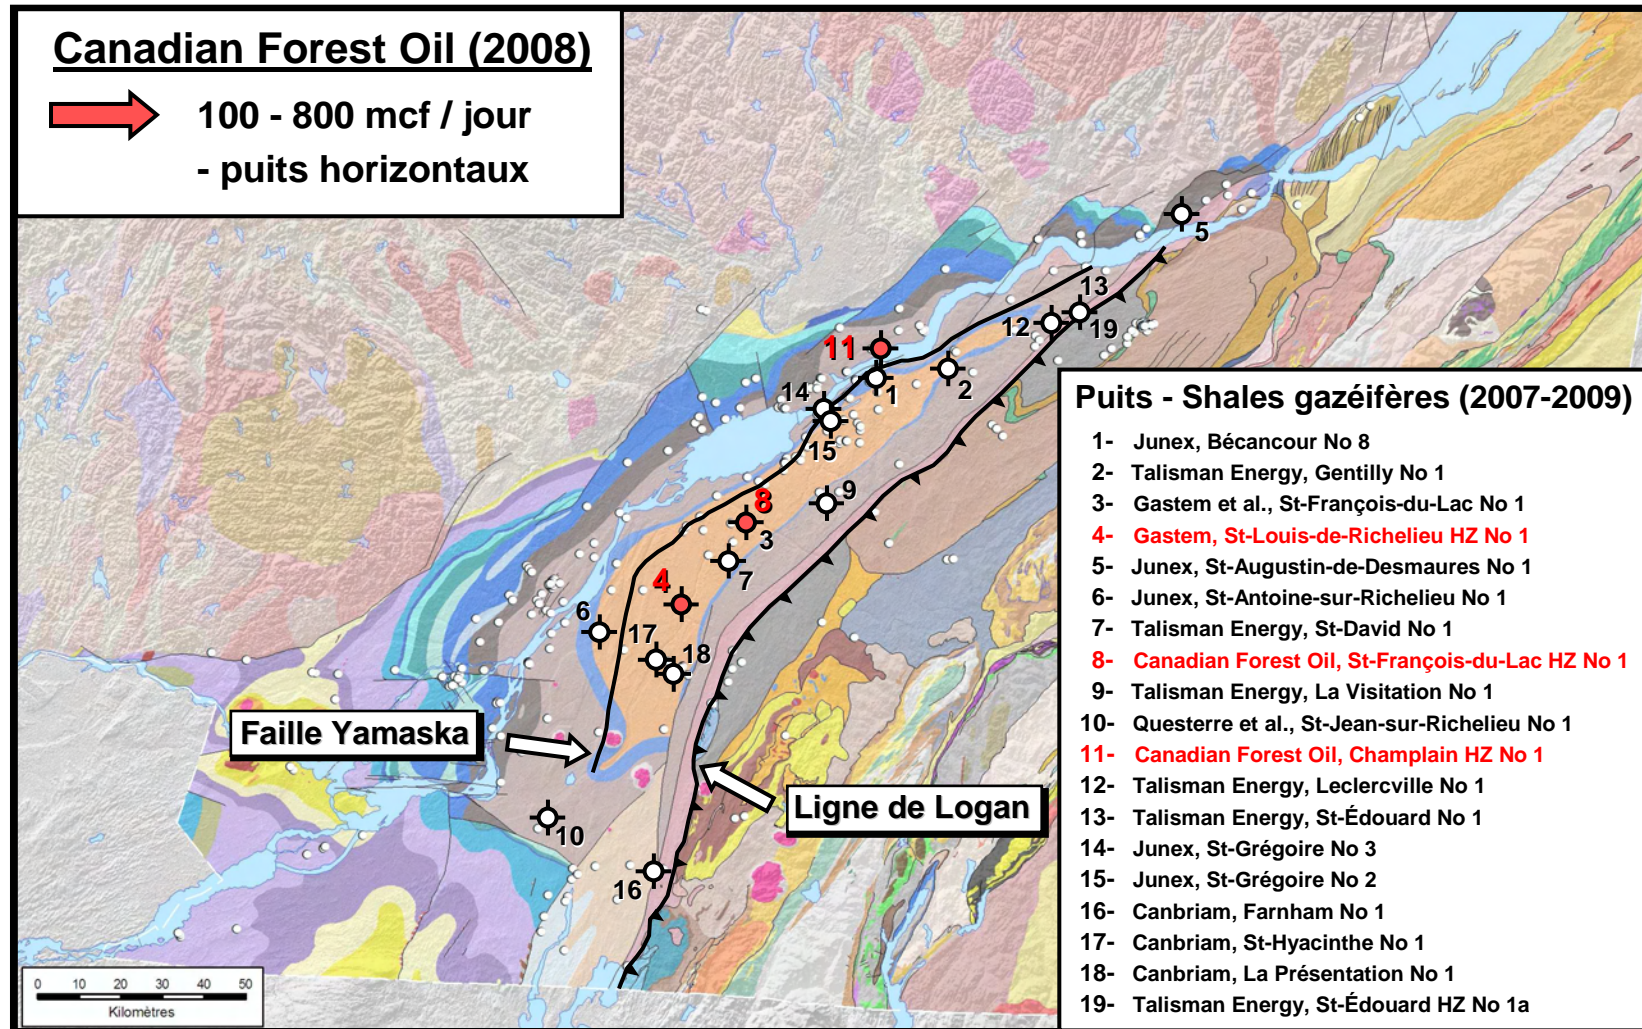 Canadian Forest Oil (2008)
100 - 800 mcf / jour
- puits horizontaux
5
13
12
19
11
14
1
2
15
9
8
3
7
4
6
17
18
Faille Yamaska
Ligne de Logan
10
16
0 10 20 30 40 50
Kilomètres
Puits - Shales gazéifères (2007-2009)
1- Junex, Bécancour No 8
2- Talisman Energy, Gentilly No 1
3- Gastem et al., St-François-du-Lac No 1
4- Gastem, St-Louis-de-Richelieu HZ No 1
5- Junex, St-Augustin-de-Desmaures No 1
6- Junex, St-Antoine-sur-Richelieu No 1
7- Talisman Energy, St-David No 1
8- Canadian Forest Oil, St-François-du-Lac HZ No 1
9- Talisman Energy, La Visitation No 1
10- Questerre et al., St-Jean-sur-Richelieu No 1
11- Canadian Forest Oil, Champlain HZ No 1
12- Talisman Energy, Leclercville No 1
13- Talisman Energy, St-Édouard No 1
14- Junex, St-Grégoire No 3
15- Junex, St-Grégoire No 2
16- Canbriam, Farnham No 1
17- Canbriam, St-Hyacinthe No 1
18- Canbriam, La Présentation No 1
19- Talisman Energy, St-Édouard HZ No 1a